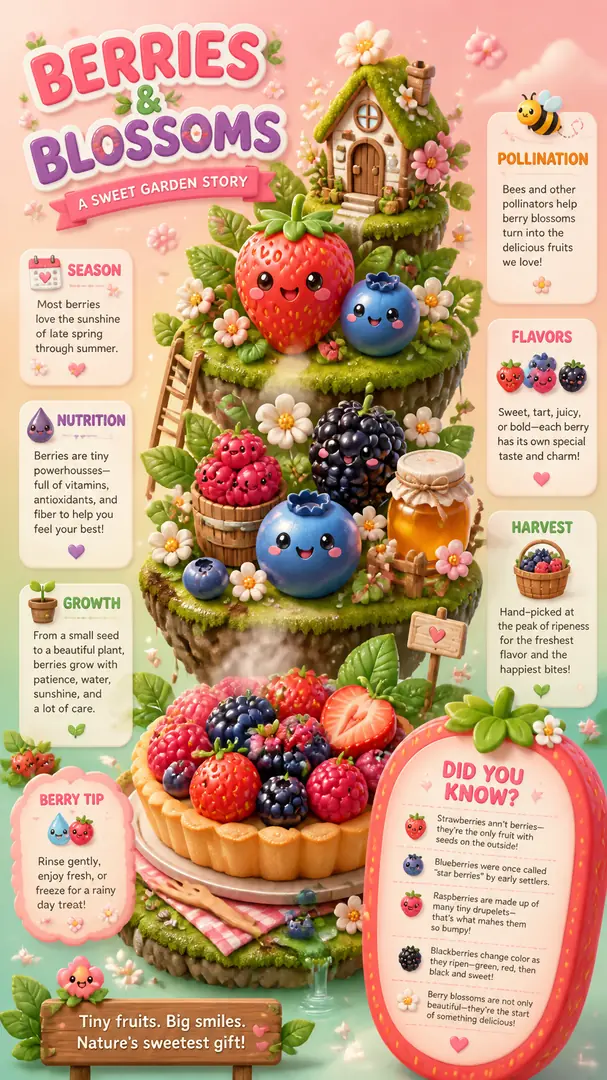 BERRIES
&
BLOSSOMS
A SWEET GARDEN STORY
SEASON
Most berries
love the sunshine
of late spring
through summer.
NUTRITION
Berries are tiny
powerhousses—
full of vitamins,
antioxidants, and
fiber to help you
feel your best!
GROWTH
From a small seed
to a beautiful plant,
berries grow with
patience, water,
sunshine, and
a lot of care.
BERRY TIP
Rinse gently,
enjoy fresh, or
freeze for a rainy
day treat!
POLLINATION
Bees and other
pollinators help
berry blossoms
turn into the
delicious fruits
we love!
FLAVORS
Sweet, tart, juicy,
or bold—each berry
has its own special
taste and charm!
HARVEST
Hand-picked at
the peak of ripeness
for the freshest
flavor and the
happiest bites!
DID YOU
KNOW?
Strawberries ann't berries—
they're the only fruit with
seeds on the outside!
Blueberries were once called
"star berries" by early settlers.
Raspberries are made up of
many tiny drupelets—
that's what makes them
so bumpy!
Blackberries change color as
they ripen—green, red, then
black and sweet!
Berry blossoms are not only
beautiful—they're the start
of something delicious!
Tiny fruits. Big smiles.
Nature's sweetest gift!